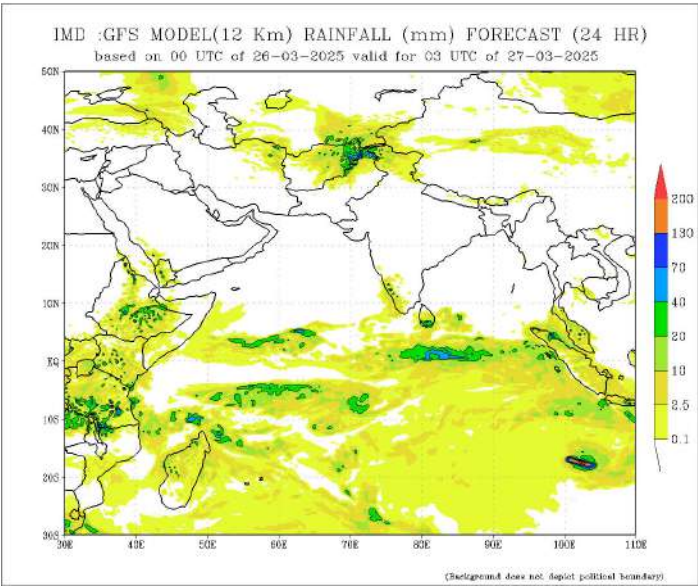 IMD :GFS MODEL(12 Km) RAINFALL (mm) FORECAST (24 HR)
based on 00 UTC of 26-03-2025 valid for 03 UTC of 27-03-2025
50N
40N
30N
20N
10N
EQ
10S
20S
30S
30E 40E 50E 60E 70E 80E 90E 100E 110E
200
130
70
40
20
10
2.5
0.1
(Background does not depict political boundary)